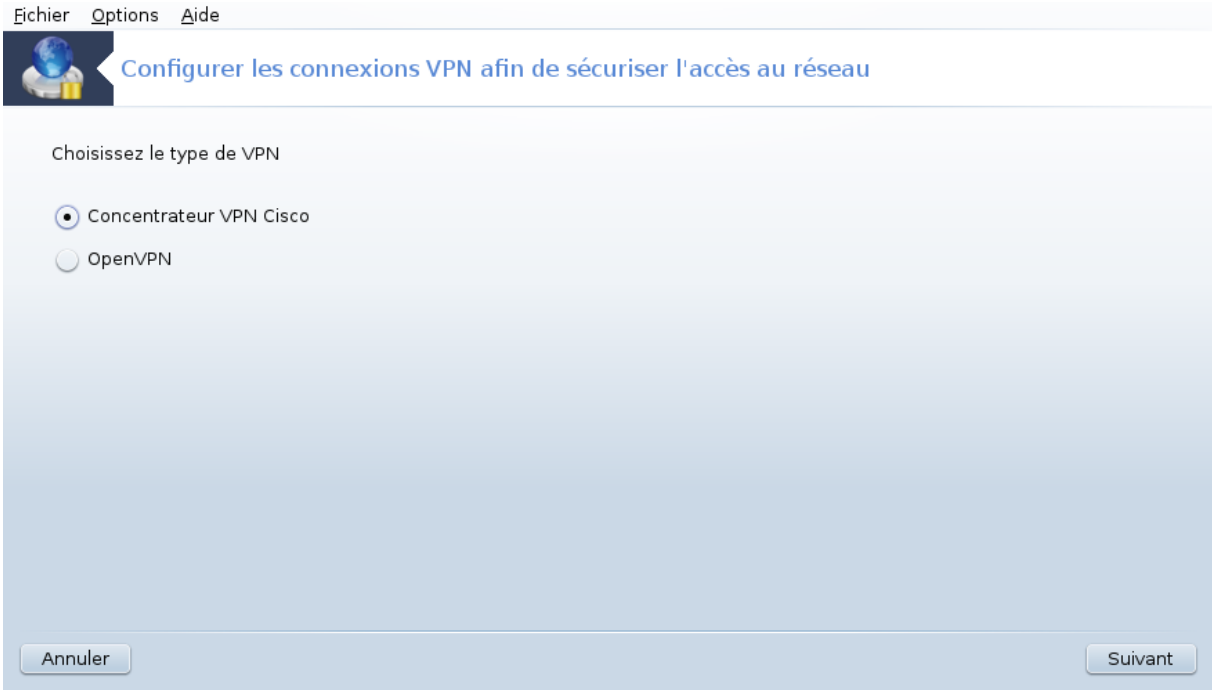 Fichier Options Aide
Configurer les connexions VPN afin de sécuriser l'accès au réseau
Choisissez le type de VPN
Concentrateur VPN Cisco
OpenVPN
Annuler Suivant